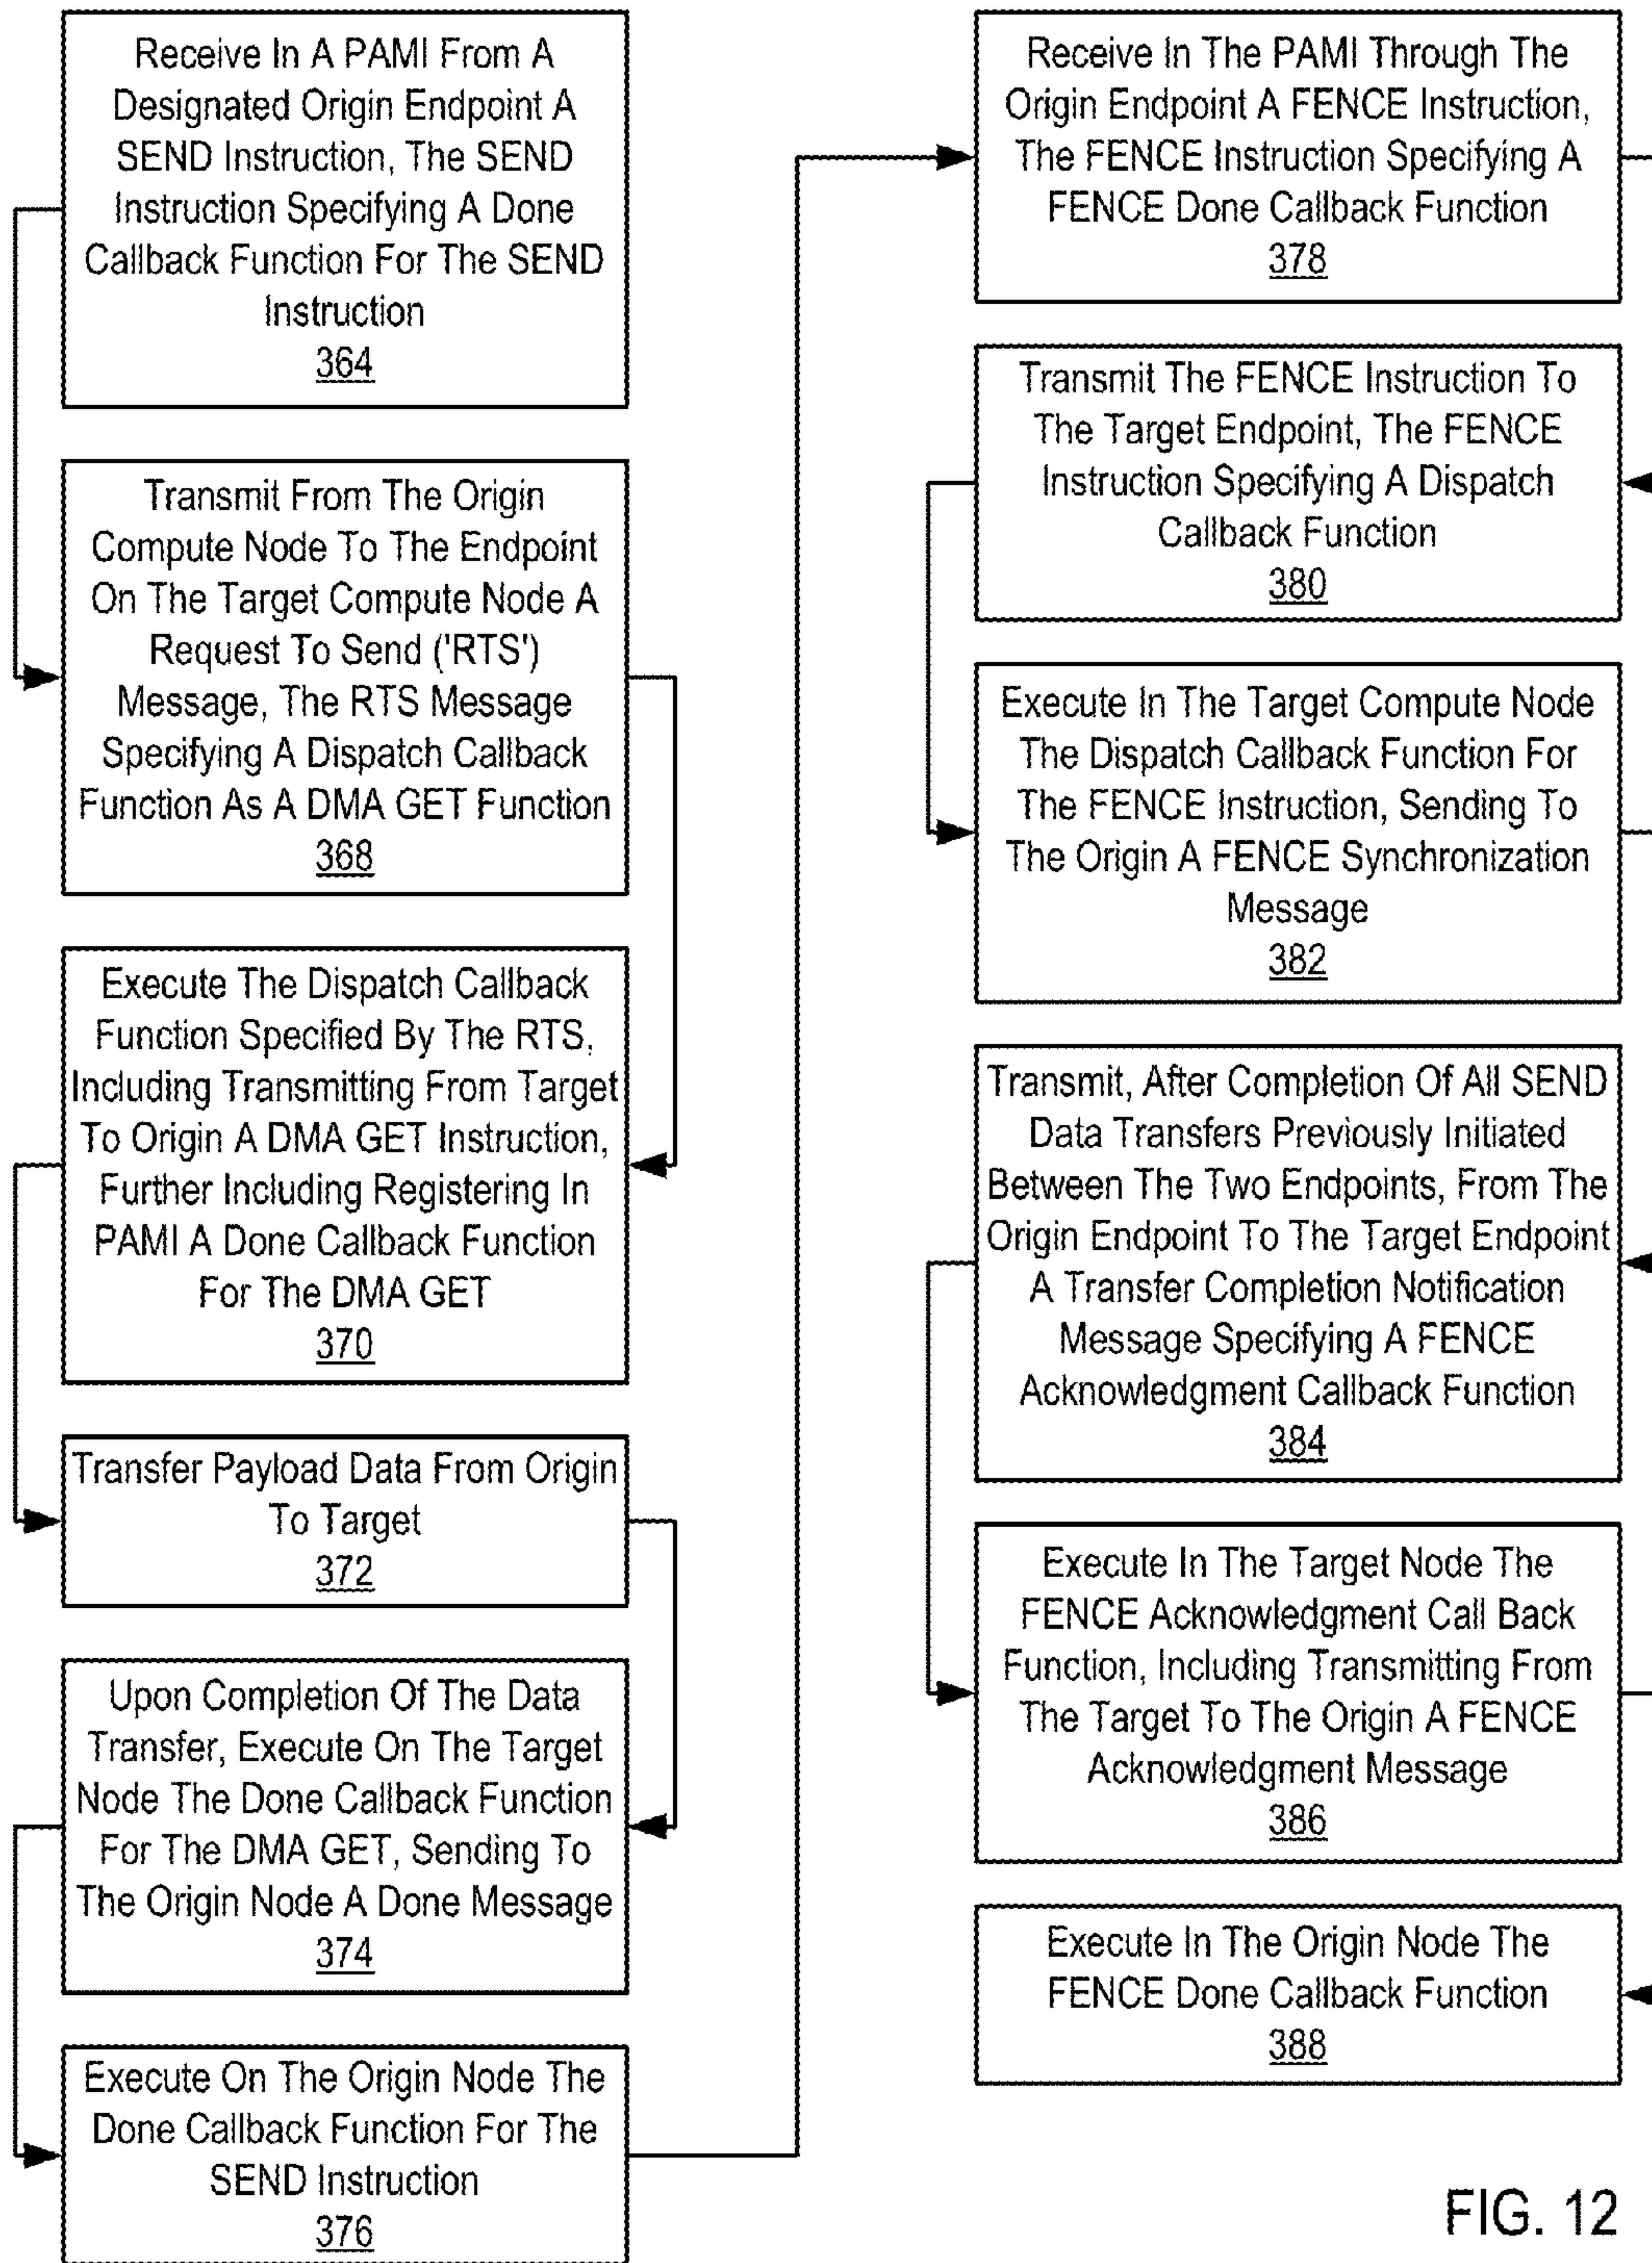 Receive In A PAMI From A
Designated Origin Endpoint A
SEND Instruction, The SEND
Instruction Specifying A Done
Callback Function For The SEND
Instruction
364
Transmit From The Origin
Compute Node To The Endpoint
On The Target Compute Node A
Request To Send ('RTS')
Message, The RTS Message
Specifying A Dispatch Callback
Function As A DMA GET Function
368
Execute The Dispatch Callback
Function Specified By The RTS,
Including Transmitting From Target
To Origin A DMA GET Instruction,
Further Including Registering In
PAMI A Done Callback Function
For The DMA GET
370
Transfer Payload Data From Origin
To Target
372
Upon Completion Of The Data
Transfer, Execute On The Target
Node The Done Callback Function
For The DMA GET, Sending To
The Origin Node A Done Message
374
Execute On The Origin Node The
Done Callback Function For The
SEND Instruction
376
Receive In The PAMI Through The
Origin Endpoint A FENCE Instruction,
The FENCE Instruction Specifying A
FENCE Done Callback Function
378
Transmit The FENCE Instruction To
The Target Endpoint, The FENCE
Instruction Specifying A Dispatch
Callback Function
380
Execute In The Target Compute Node
The Dispatch Callback Function For
The FENCE Instruction, Sending To
The Origin A FENCE Synchronization
Message
382
Transmit, After Completion Of All SEND
Data Transfers Previously Initiated
Between The Two Endpoints, From The
Origin Endpoint To The Target Endpoint
A Transfer Completion Notification
Message Specifying A FENCE
Acknowledgment Callback Function
384
Execute In The Target Node The
FENCE Acknowledgment Call Back
Function, Including Transmitting From
The Target To The Origin A FENCE
Acknowledgment Message
386
Execute In The Origin Node The
FENCE Done Callback Function
388
FIG. 12